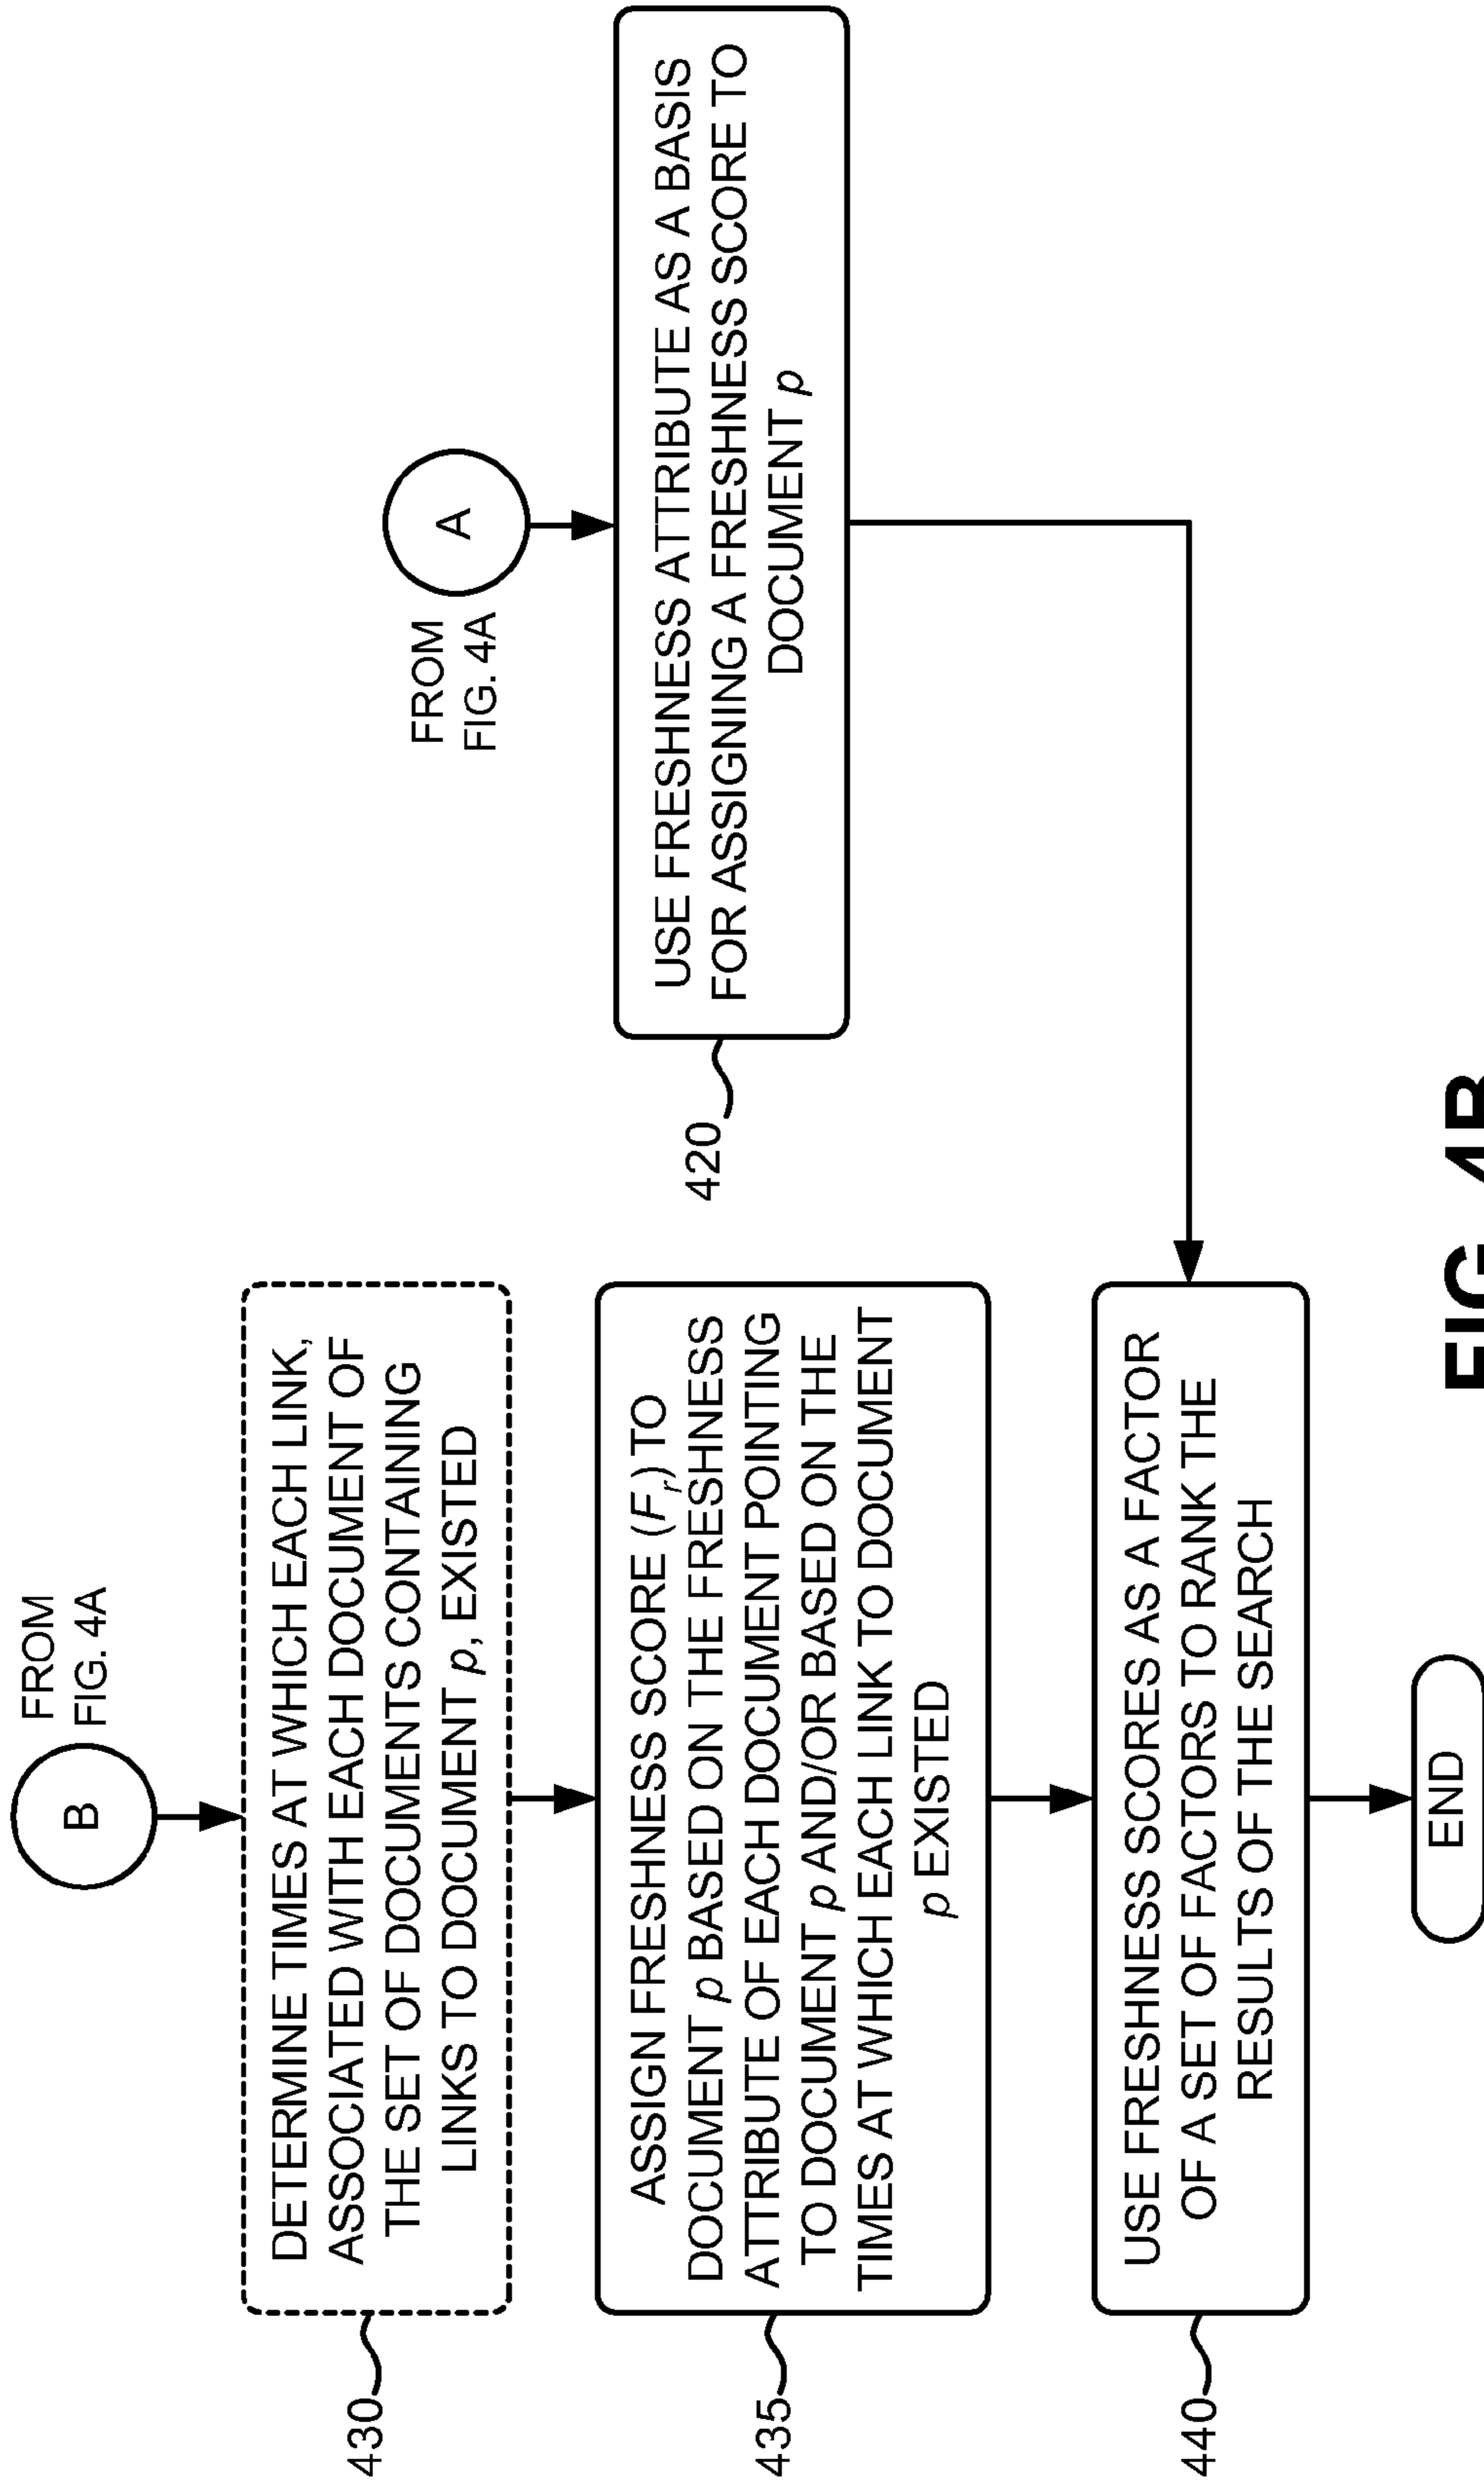 FROM
FIG. 4A
B
DETERMINE TIMES AT WHICH EACH LINK,
ASSOCIATED WITH EACH DOCUMENT OF
THE SET OF DOCUMENTS CONTAINING
LINKS TO DOCUMENT p, EXISTED
430
ASSIGN FRESHNESS SCORE (Fr) TO
DOCUMENT p BASED ON THE FRESHNESS
ATTRIBUTE OF EACH DOCUMENT POINTING
TO DOCUMENT p AND/OR BASED ON THE
TIMES AT WHICH EACH LINK TO DOCUMENT
p EXISTED
435
USE FRESHNESS SCORES AS A FACTOR
OF A SET OF FACTORS TO RANK THE
RESULTS OF THE SEARCH
440
END
FROM
FIG. 4A
A
USE FRESHNESS ATTRIBUTE AS A BASIS
FOR ASSIGNING A FRESHNESS SCORE TO
DOCUMENT p
420
FIG. 4B